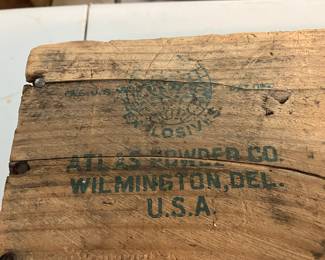 EXPLOSIVES
ATLAS POWDER CO.
WILMINGTON, DEL.
U.S.A.